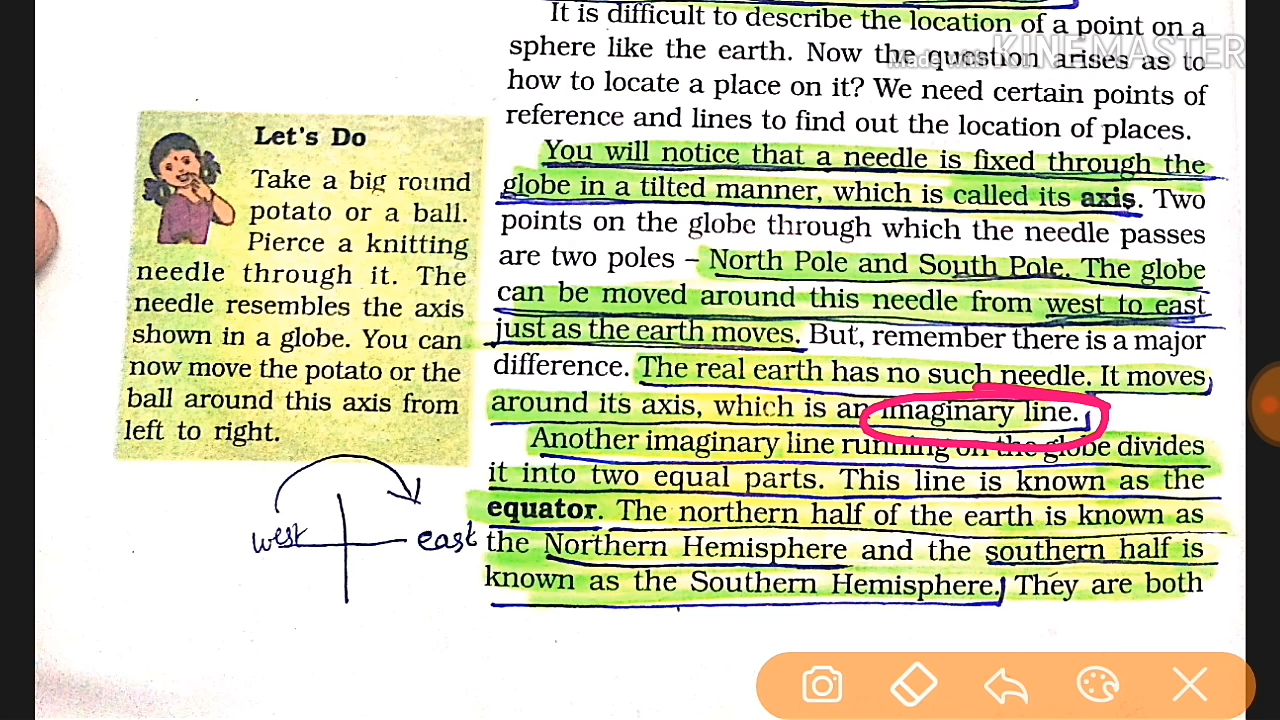 It is difficult to describe the location of a point on a
sphere like the earth. Now the question arises as to
how to locate a place on it? We need certain points of
reference and lines to find out the location of places.
You will notice that a needle is fixed through the
globe in a tilted manner, which is called its axis. Two
points on the globe through which the needle passes
are two poles – North Pole and South Pole. The globe
can be moved around this needle from west to east
just as the earth moves. But, remember there is a major
difference. The real earth has no such needle. It moves
around its axis, which is an imaginary line.
Another imaginary line running on the globe divides
it into two equal parts. This line is known as the
equator. The northern half of the earth is known as
the Northern Hemisphere and the southern half is
known as the Southern Hemisphere. They are both
Let's Do
Take a big round
potato or a ball.
Pierce a knitting
needle through it. The
needle resembles the axis
shown in a globe. You can
now move the potato or the
ball around this axis from
left to right.
west east
Made with KINEMASTER